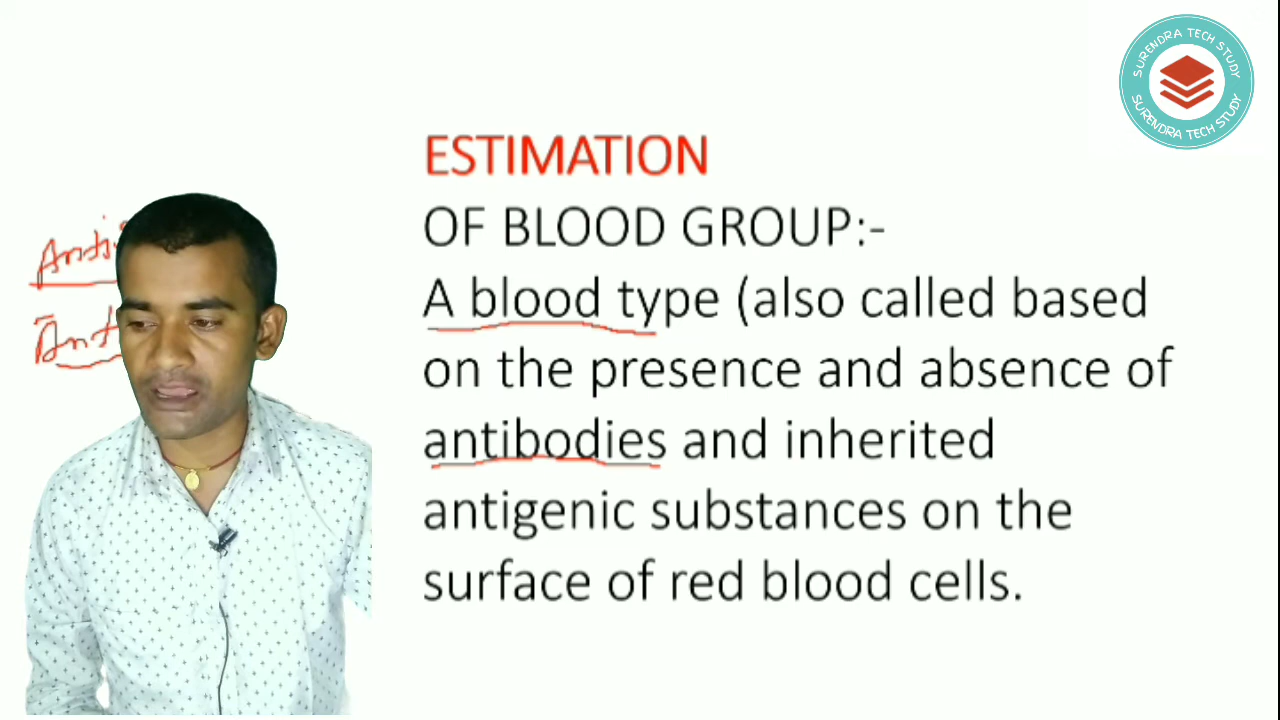 SURENDRA TECH STUDY
SURENDRA TECH STUDY
ESTIMATION
OF BLOOD GROUP:-
A blood type (also called based
on the presence and absence of
antibodies and inherited
antigenic substances on the
surface of red blood cells.